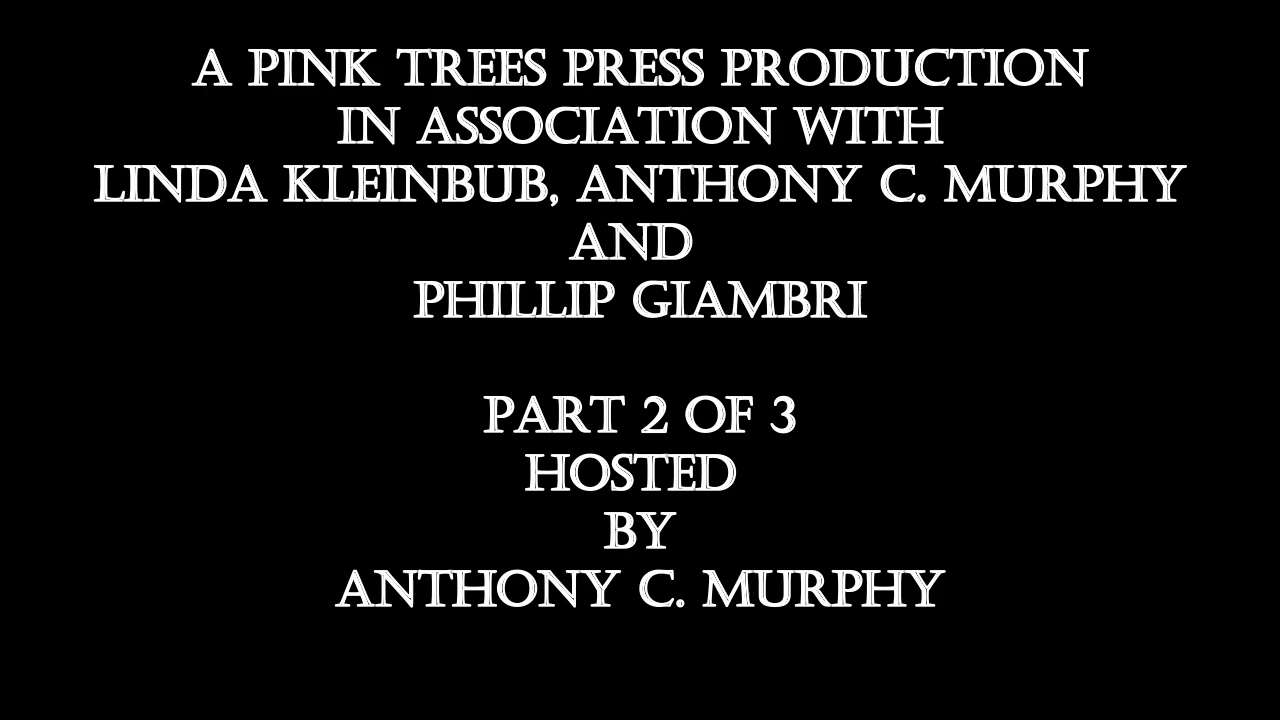 A PINK TREES PRESS PRODUCTION
IN ASSOCIATION WITH
LINDA KLEINBUB, ANTHONY C. MURPHY
AND
PHILLIP GIAMBRI
PART 2 OF 3
HOSTED
BY
ANTHONY C. MURPHY